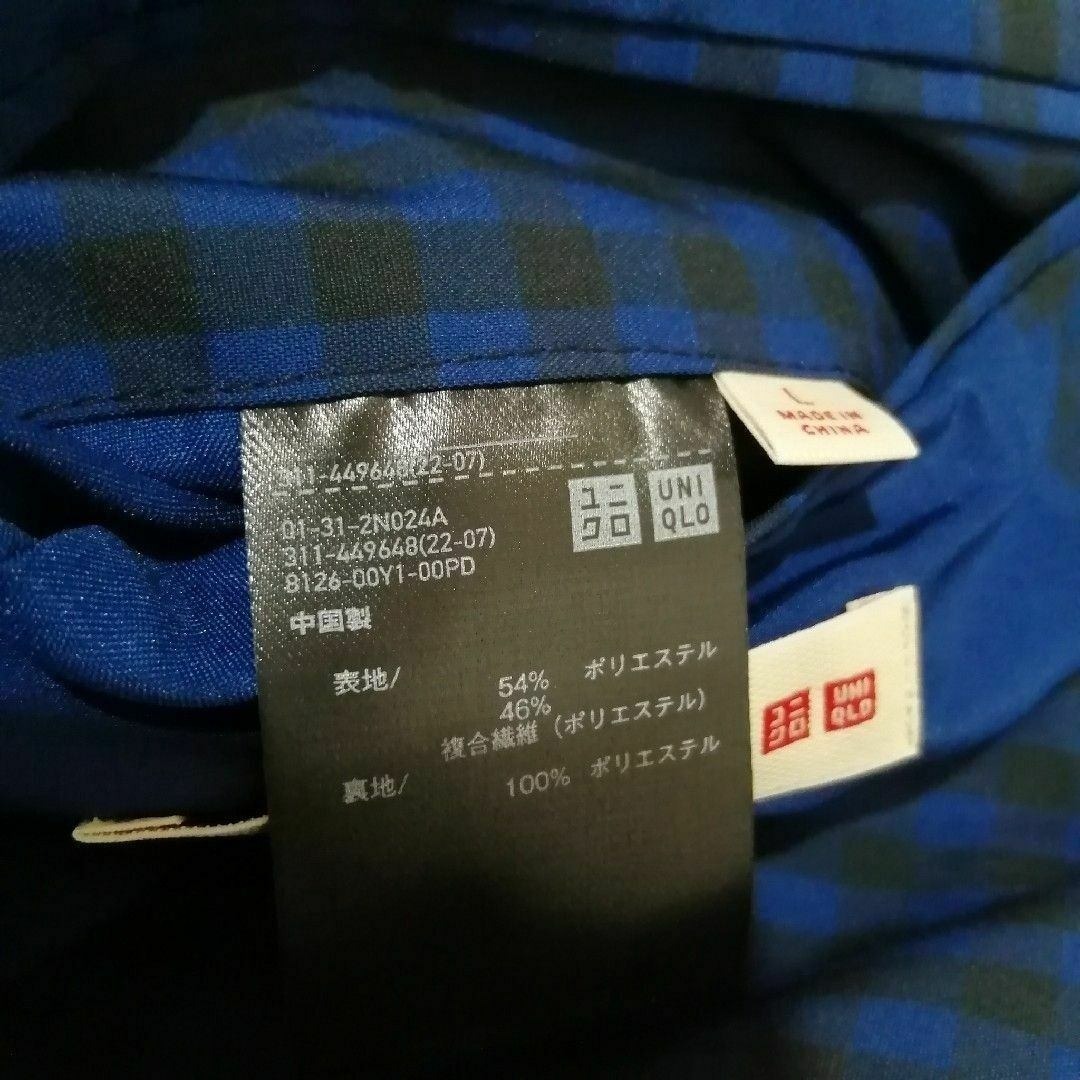 311-449648(22-07)
01-31-2N024A
311-449648(22-07)
8126-00Y1-00PD
中国製
ユニ
クロ
UNI
QLO
表地/ 54% ポリエステル
46%
複合繊維 (ポリエステル)
裏地/ 100% ポリエステル
L
MADE IN
CHINA
ユニ
クロ
UNI
QLO